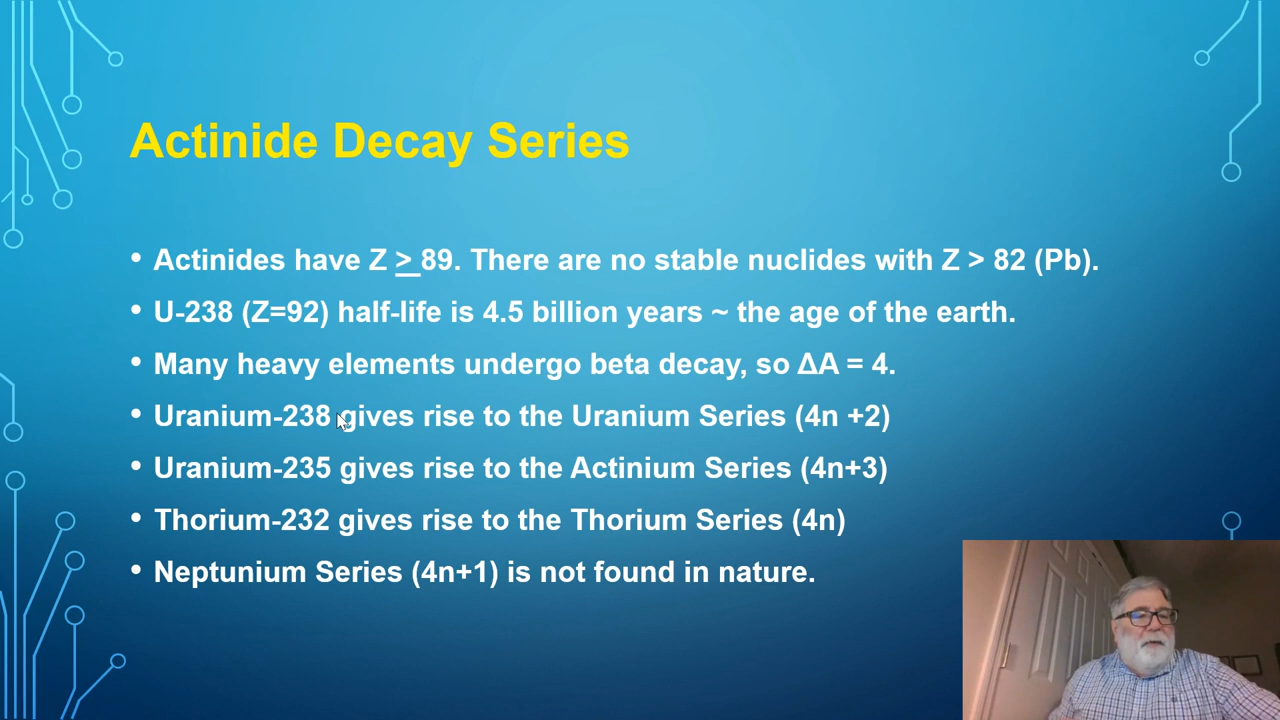 Actinide Decay Series
• Actinides have Z > 89. There are no stable nuclides with Z > 82 (Pb).
• U-238 (Z=92) half-life is 4.5 billion years ~ the age of the earth.
• Many heavy elements undergo beta decay, so ΔA = 4.
• Uranium-238 gives rise to the Uranium Series (4n +2)
• Uranium-235 gives rise to the Actinium Series (4n+3)
• Thorium-232 gives rise to the Thorium Series (4n)
• Neptunium Series (4n+1) is not found in nature.